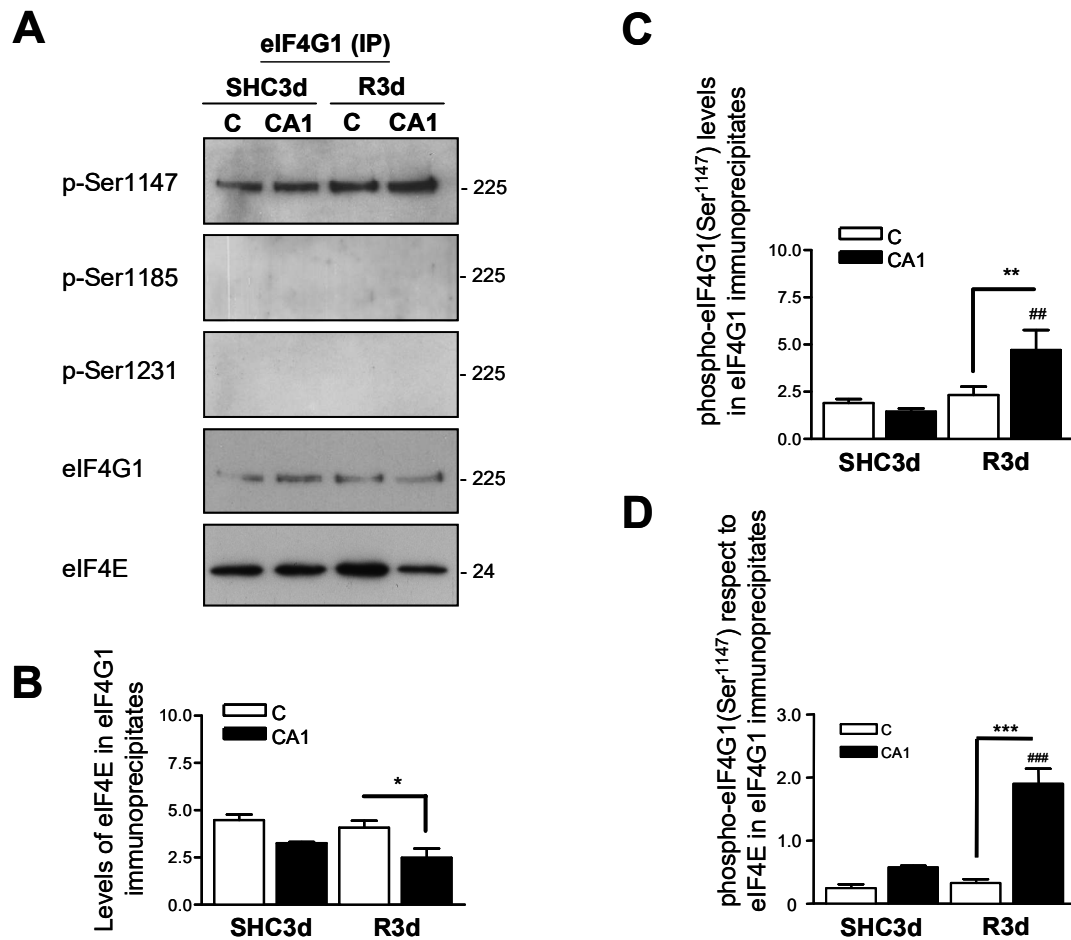 A
eIF4G1 (IP)
SHC3d R3d
C CA1 C CA1
p-Ser1147 - 225
p-Ser1185 - 225
p-Ser1231 - 225
eIF4G1 - 225
eIF4E - 24
B
Levels of eIF4E in eIF4G1
immunoprecipitates
10.0
7.5
5.0
2.5
0.0
C
CA1
*
SHC3d R3d
C
phospho-eIF4G1(Ser1147) levels
in eIF4G1 immunoprecipitates
10.0
7.5
5.0
2.5
0.0
C
CA1
**
##
SHC3d R3d
D
phospho-eIF4G1(Ser1147) respect to
eIF4E in eIF4G1 immunoprecipitates
3.0
2.0
1.0
0
C
CA1
***
###
SHC3d R3d